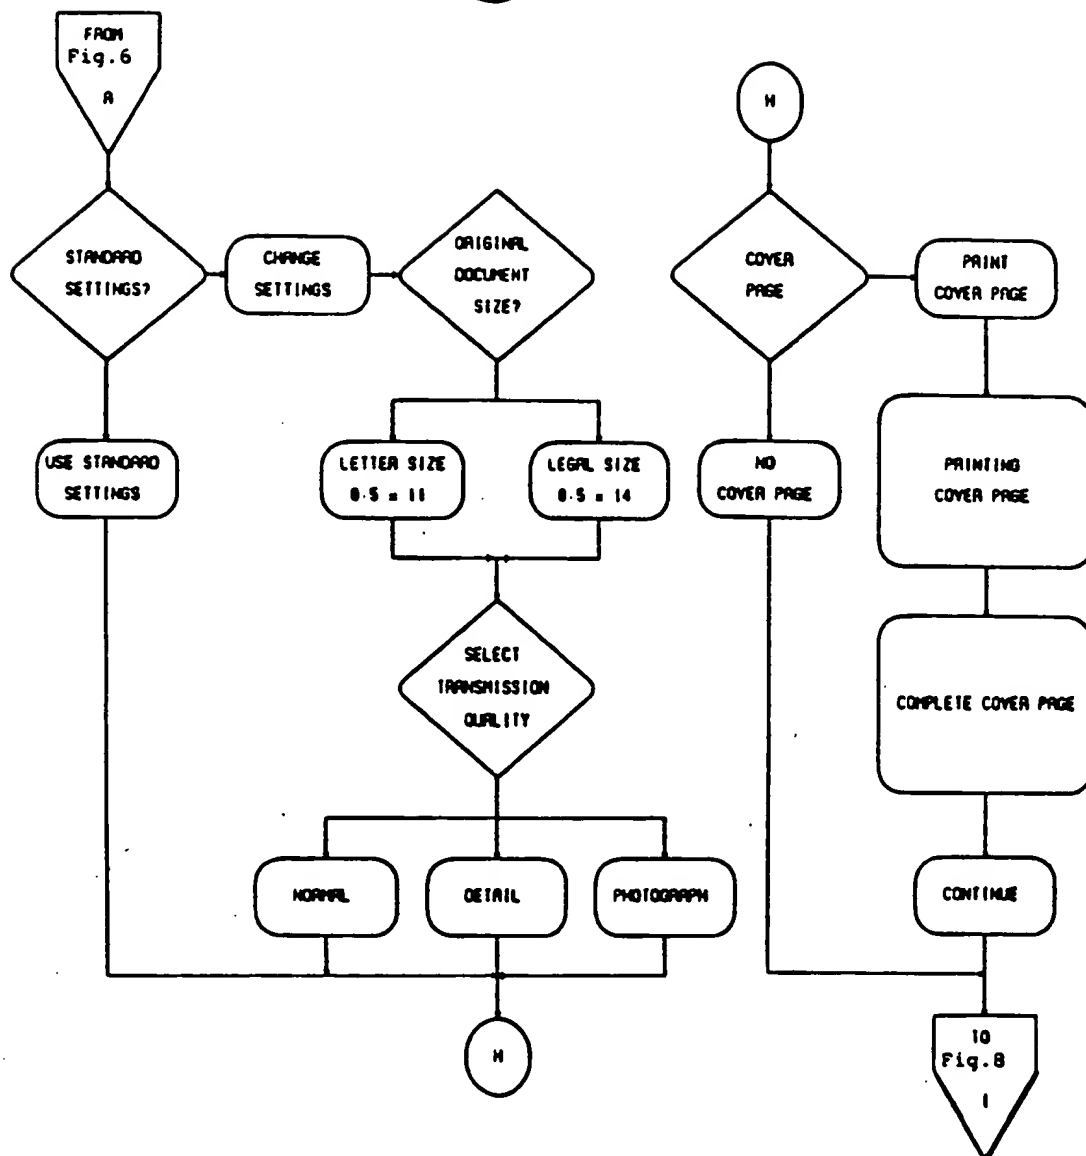 FROM
Fig.6
A
STANDARD
SETTINGS?
CHANGE
SETTINGS
ORIGINAL
DOCUMENT
SIZE?
USE STANDARD
SETTINGS
LETTER SIZE
8.5 x 11
LEGAL SIZE
8.5 x 14
SELECT
TRANSMISSION
QUALITY
NORMAL
DETAIL
PHOTOGRAPH
H
H
COVER
PAGE
PRINT
COVER PAGE
NO
COVER PAGE
PRINTING
COVER PAGE
COMPLETE COVER PAGE
CONTINUE
TO
Fig.8
I